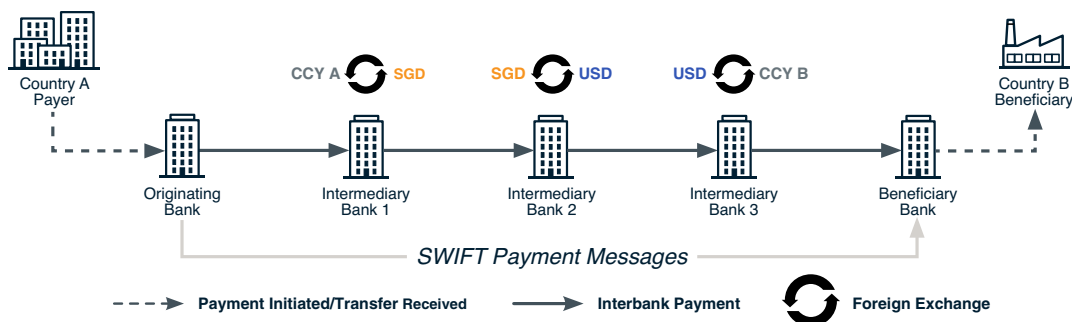 CCY A SGD
SGD USD
USD CCY B
Country A
Payer
Country B
Beneficiary
Originating
Bank
Intermediary
Bank 1
Intermediary
Bank 2
Intermediary
Bank 3
Beneficiary
Bank
SWIFT Payment Messages
Payment Initiated/Transfer Received
Interbank Payment
Foreign Exchange